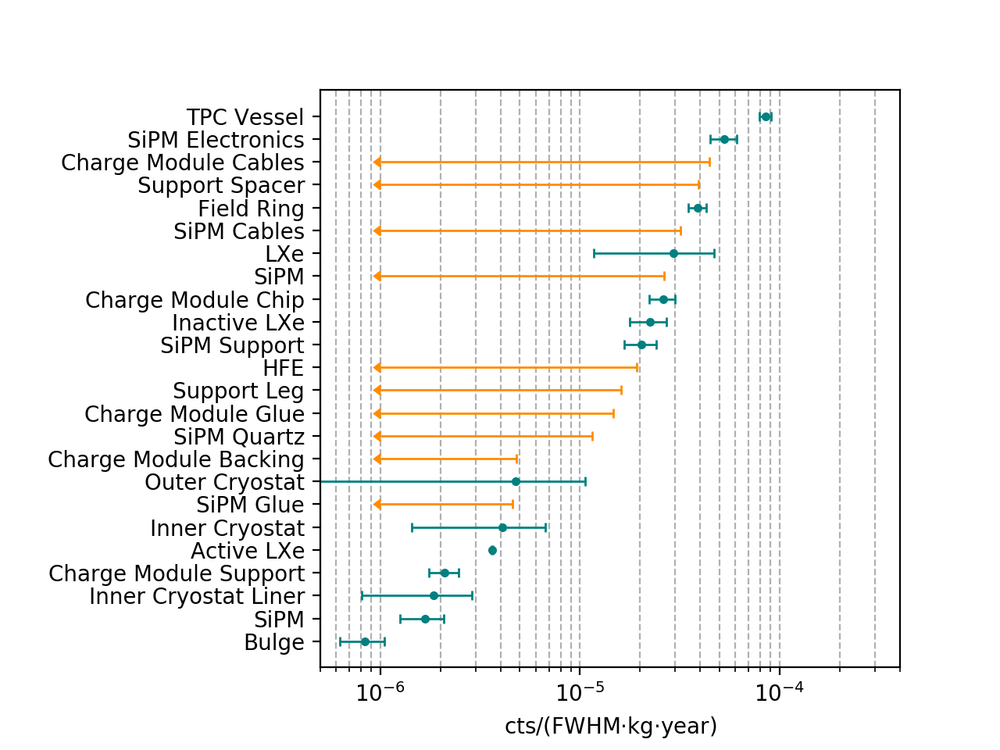 TPC Vessel
SiPM Electronics
Charge Module Cables
Support Spacer
Field Ring
SiPM Cables
LXe
SiPM
Charge Module Chip
Inactive LXe
SiPM Support
HFE
Support Leg
Charge Module Glue
SiPM Quartz
Charge Module Backing
Outer Cryostat
SiPM Glue
Inner Cryostat
Active LXe
Charge Module Support
Inner Cryostat Liner
SiPM
Bulge
10⁻⁶ 10⁻⁵ 10⁻⁴
cts/(FWHM·kg·year)